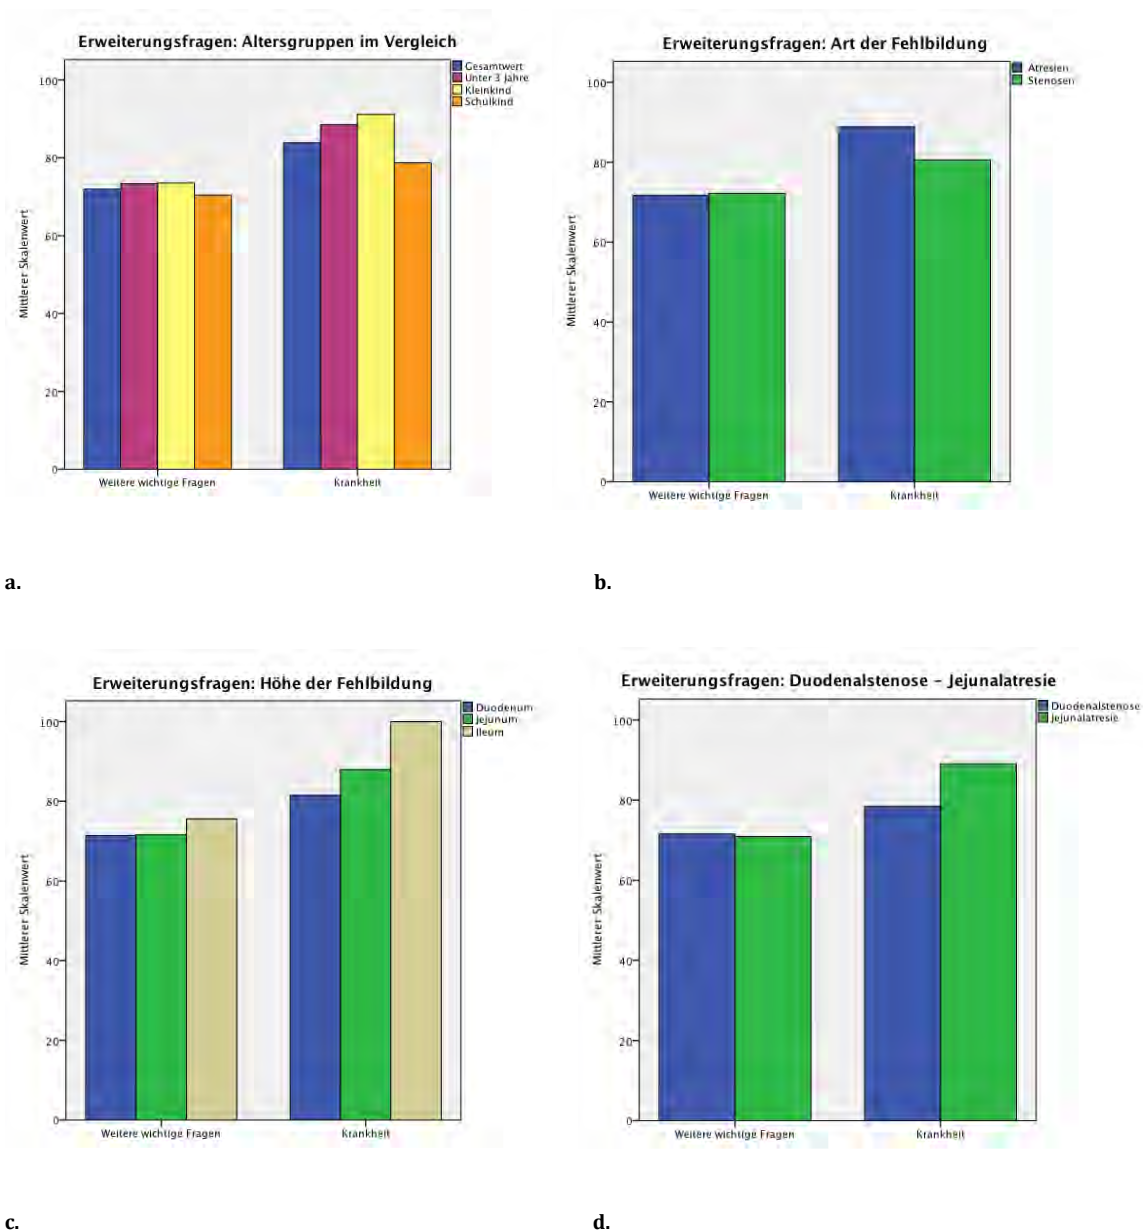 Erweiterungsfragen: Altersgruppen im Vergleich
Gesamtwert
Unter 3 Jahre
Kleinkind
Schulkind
Mittlerer Skalenwert
100
80
60
40
20
0
Weitere wichtige Fragen
Krankheit
a.
Erweiterungsfragen: Art der Fehlbildung
Atresien
Stenosen
Mittlerer Skalenwert
100
80
60
40
20
0
Weitere wichtige Fragen
Krankheit
b.
Erweiterungsfragen: Höhe der Fehlbildung
Duodenum
Jejunum
Ileum
Mittlerer Skalenwert
100
80
60
40
20
0
Weitere wichtige Fragen
Krankheit
c.
Erweiterungsfragen: Duodenalstenose – Jejunalatresie
Duodenalstenose
Jejunalatresie
Mittlerer Skalenwert
100
80
60
40
20
0
Weitere wichtige Fragen
Krankheit
d.